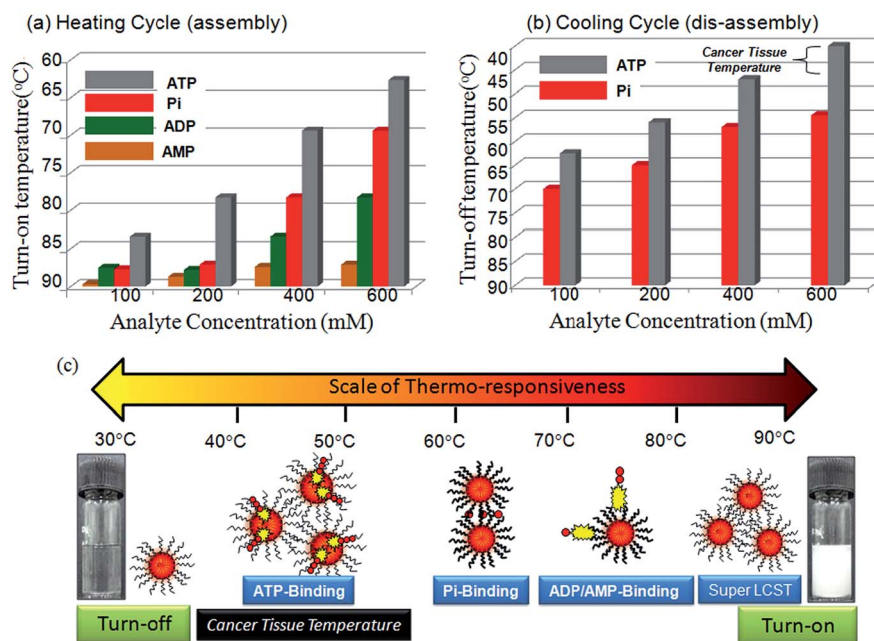 (a) Heating Cycle (assembly)
Turn-on temperature(°C)
60
65
70
75
80
85
90
ATP
Pi
ADP
AMP
100 200 400 600
Analyte Concentration (mM)
(b) Cooling Cycle (dis-assembly)
Turn-off temperature(°C)
40
45
50
55
60
65
70
75
80
85
90
ATP
Pi
Cancer Tissue
Temperature
100 200 400 600
Analyte Concentration (mM)
(c)
Scale of Thermo-responsiveness
30°C 40°C 50°C 60°C 70°C 80°C 90°C
ATP-Binding Pi-Binding ADP/AMP-Binding Super LCST
Turn-off Cancer Tissue Temperature Turn-on